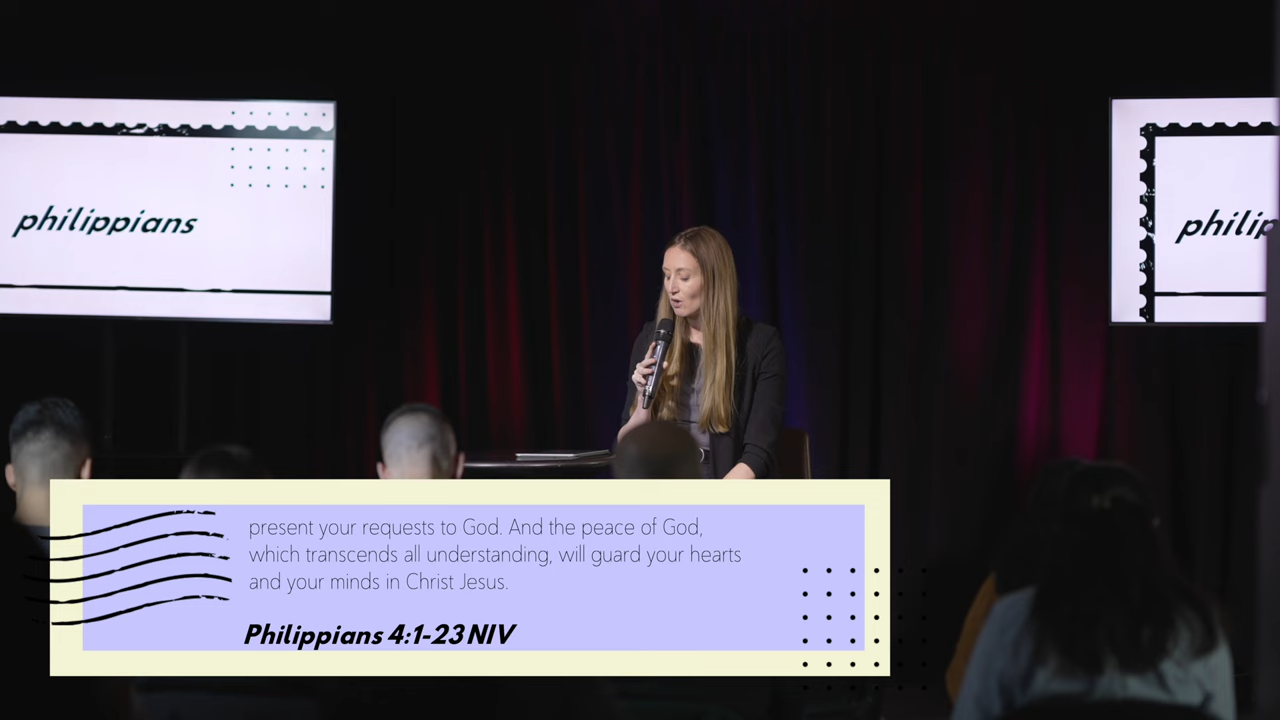 philippians
philip
present your requests to God. And the peace of God,
which transcends all understanding, will guard your hearts
and your minds in Christ Jesus.
Philippians 4:1-23 NIV